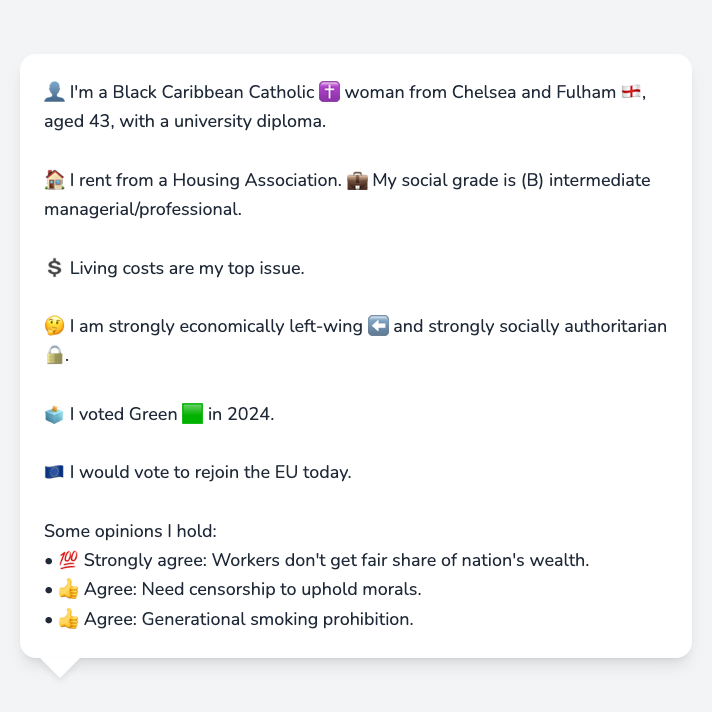 👤 I'm a Black Caribbean Catholic ✝️ woman from Chelsea and Fulham 🏴󠁧󠁢󠁥󠁮󠁧󠁿,
aged 43, with a university diploma.
🏠 I rent from a Housing Association. 💼 My social grade is (B) intermediate
managerial/professional.
💲 Living costs are my top issue.
🤔 I am strongly economically left-wing ⬅️ and strongly socially authoritarian
🔒.
🗳️ I voted Green 🟩 in 2024.
🇪🇺 I would vote to rejoin the EU today.
Some opinions I hold:
• 💯 Strongly agree: Workers don't get fair share of nation's wealth.
• 👍 Agree: Need censorship to uphold morals.
• 👍 Agree: Generational smoking prohibition.